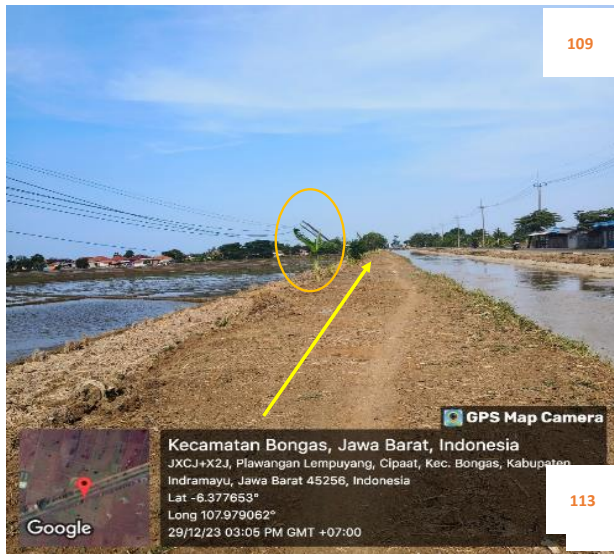 109
GPS Map Camera
Kecamatan Bongas, Jawa Barat, Indonesia
JXCJ+X2J, Plawangan Lempuyang, Cipaat, Kec. Bongas, Kabupaten
Indramayu, Jawa Barat 45256, Indonesia
Lat -6.377653°
Long 107.979062°
29/12/23 03:05 PM GMT +07:00
113
Google